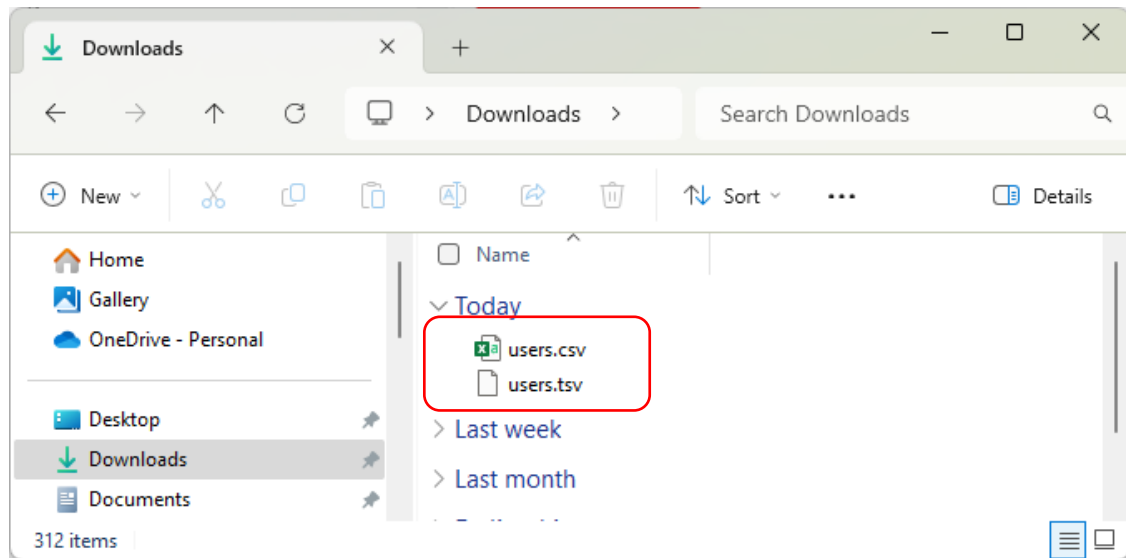 Downloads
Downloads
Search Downloads
New
Sort
Details
Home
Gallery
OneDrive - Personal
Desktop
Downloads
Documents
Name
Today
users.csv
users.tsv
Last week
Last month
312 items